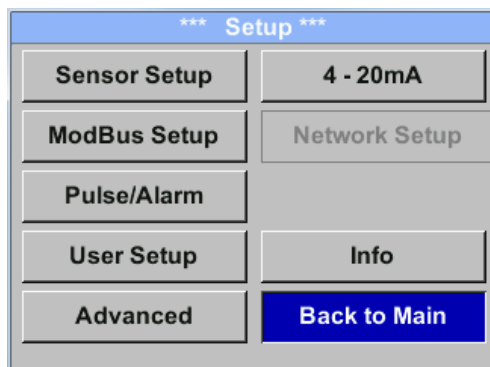 *** Setup ***
Sensor Setup
4 - 20mA
ModBus Setup
Network Setup
Pulse/Alarm
User Setup
Info
Advanced
Back to Main